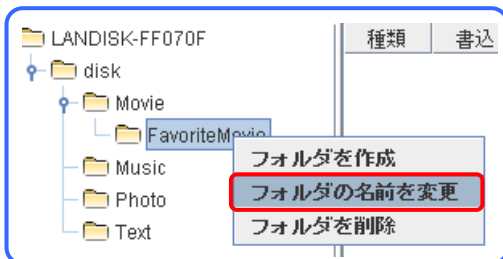 LANDISK-FF070F
種類 書込
disk
Movie
FavoriteMovie
フォルダを作成
Music
フォルダの名前を変更
Photo
フォルダを削除
Text